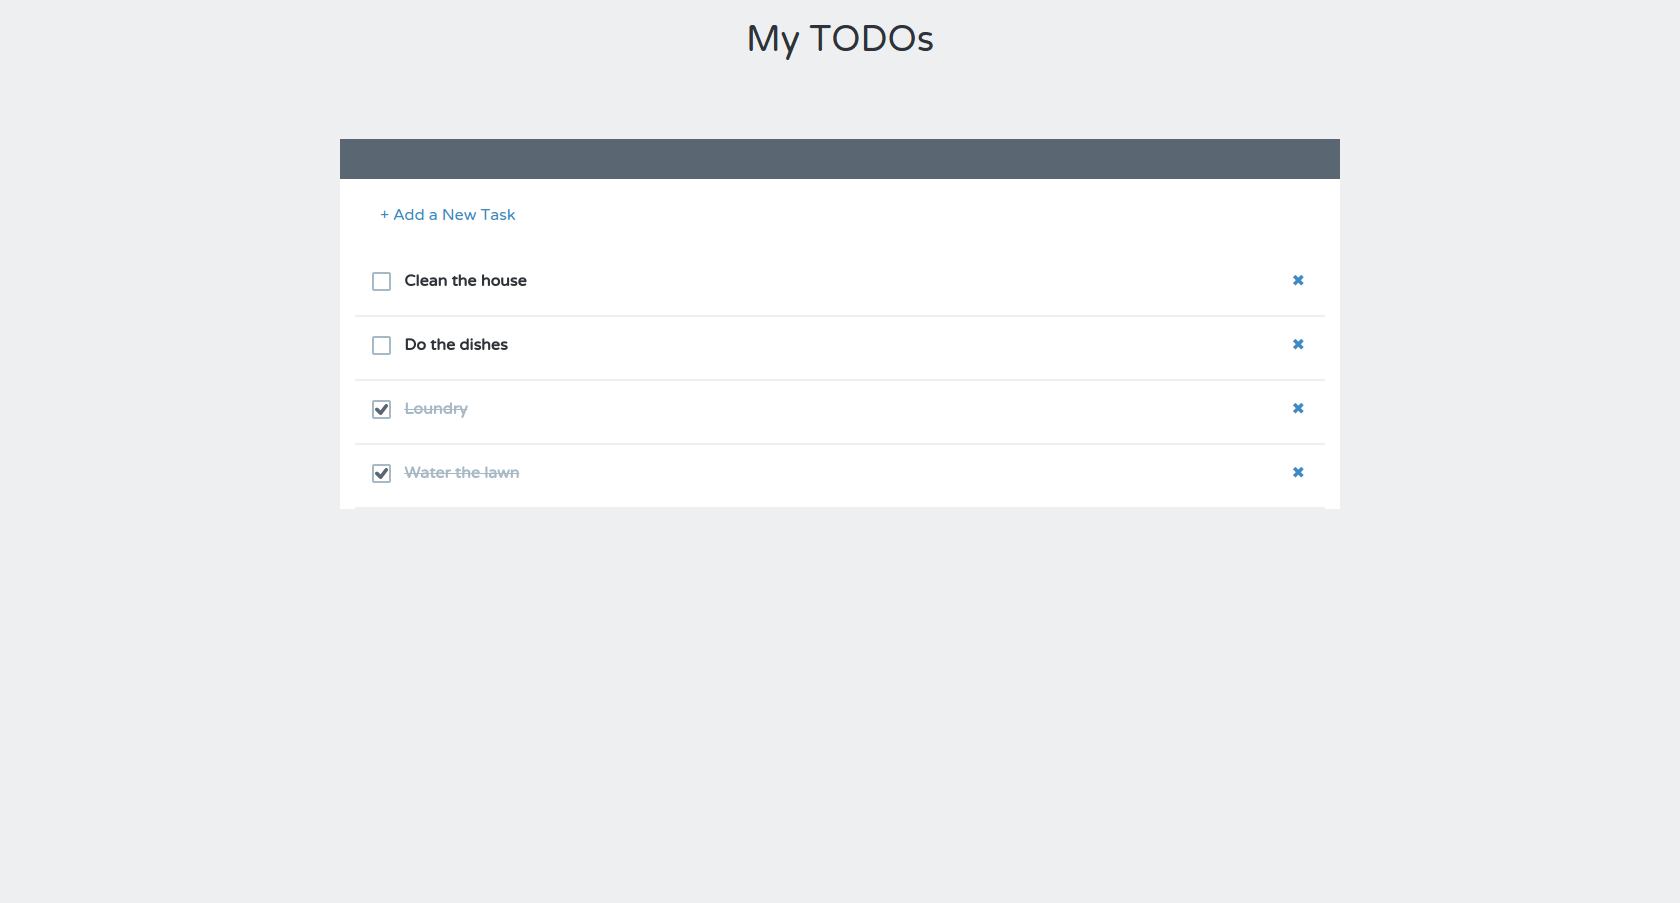 My TODOs
+ Add a New Task
Clean the house
Do the dishes
Loundry
Water the lawn